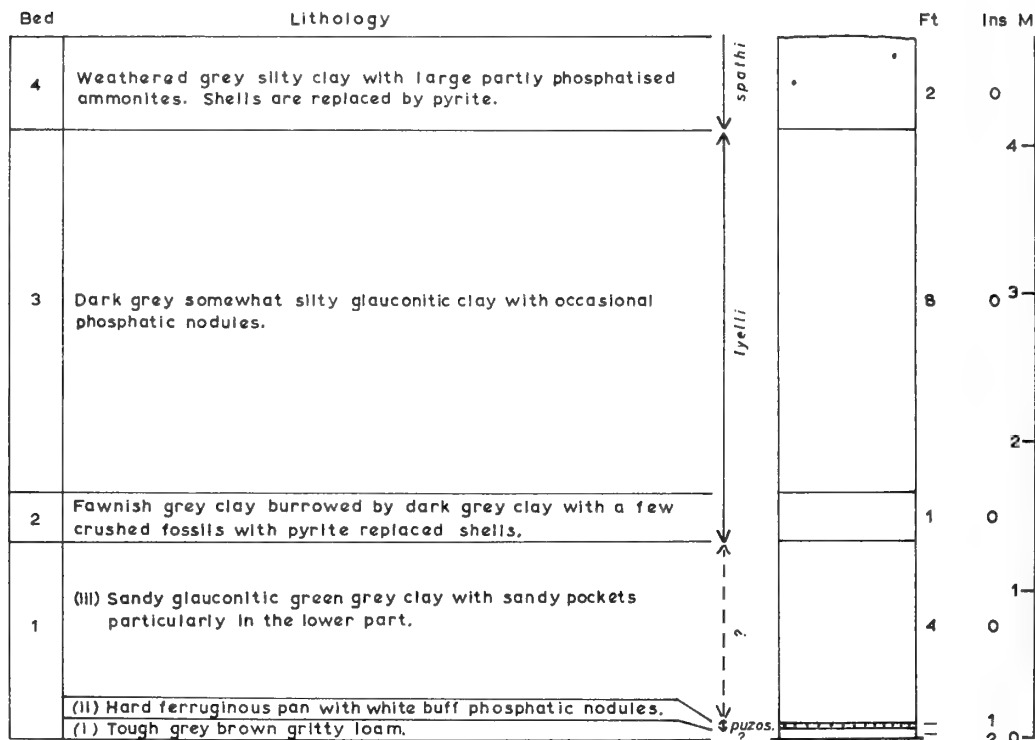 Bed Lithology Ft Ins M
4 Weathered grey silty clay with large partly phosphatised
ammonites. Shells are replaced by pyrite.
spathi
2 0
4
3 Dark grey somewhat silty glauconitic clay with occasional
phosphatic nodules.
lyelli
8 0 3
2
2 Fawnish grey clay burrowed by dark grey clay with a few
crushed fossils with pyrite replaced shells.
1 0
1
1 (iii) Sandy glauconitic green grey clay with sandy pockets
particularly in the lower part.
?
4 0
(ii) Hard ferruginous pan with white buff phosphatic nodules.
puzos. – 1
(i) Tough grey brown gritty loam.
? – 2 0